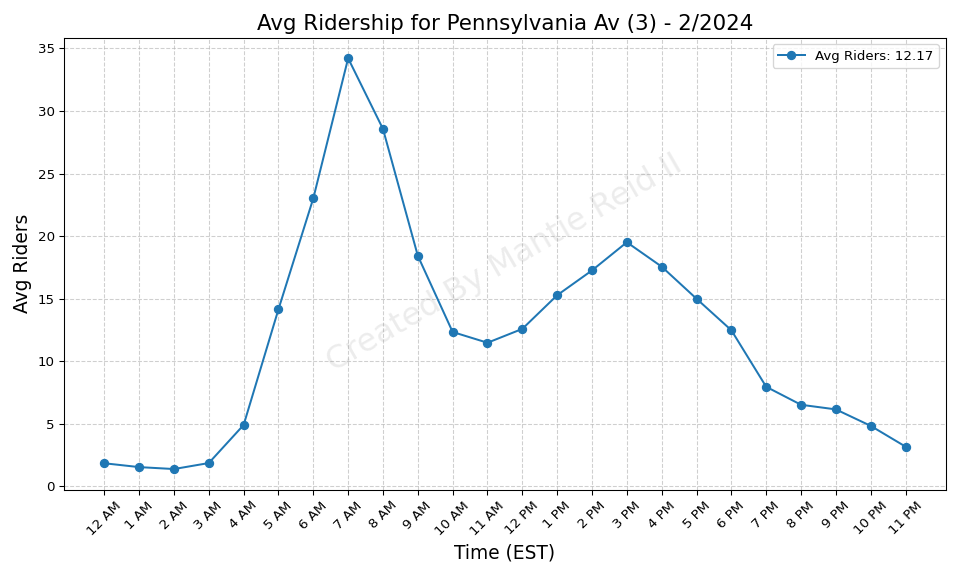 Avg Ridership for Pennsylvania Av (3) - 2/2024
Avg Riders: 12.17
35
30
25
20
15
10
5
0
Avg Riders
Created By Mantie Reid II
12 AM
1 AM
2 AM
3 AM
4 AM
5 AM
6 AM
7 AM
8 AM
9 AM
10 AM
11 AM
12 PM
1 PM
2 PM
3 PM
4 PM
5 PM
6 PM
7 PM
8 PM
9 PM
10 PM
11 PM
Time (EST)